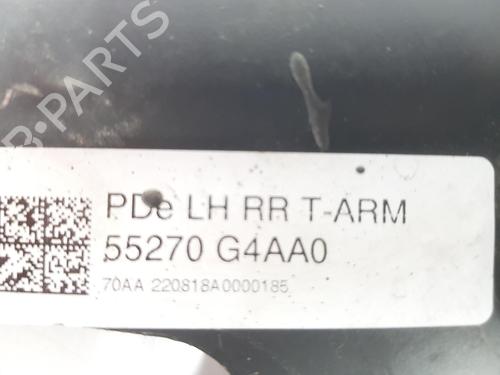 B-PARTS
PDe LH RR T-ARM
55270 G4AA0
70AA 220818A0000185